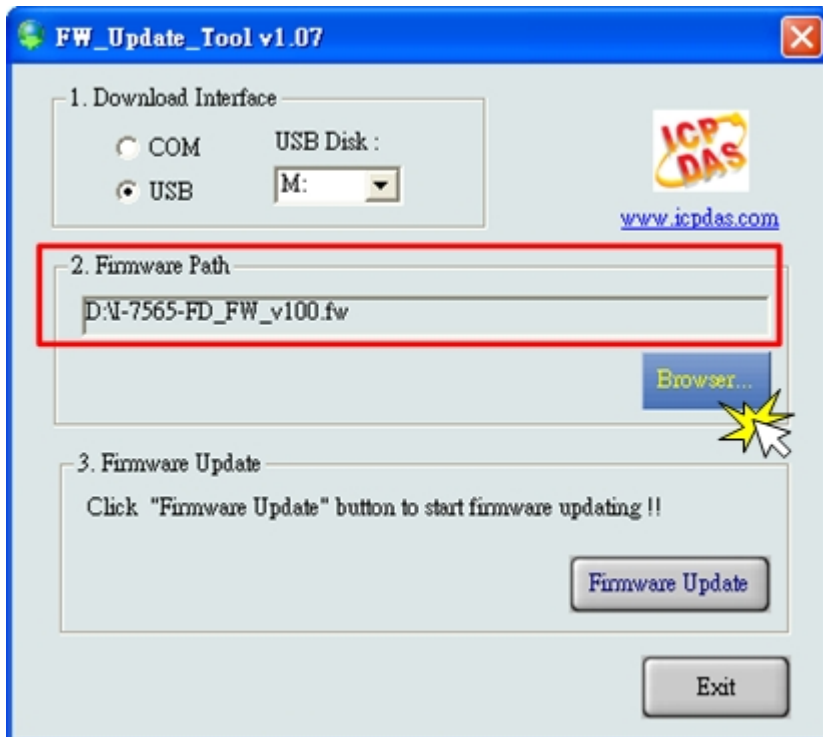 FW_Update_Tool v1.07
1. Download Interface
COM
USB Disk :
USB
M:
ICP
DAS
www.icpdas.com
2. Firmware Path
D:\I-7565-FD_FW_v100.fw
Browser...
3. Firmware Update
Click "Firmware Update" button to start firmware updating !!
Firmware Update
Exit